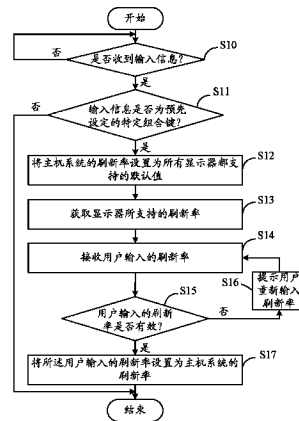 开始
S10
是否收到输入信息?
否
是
S11
否
输入信息是否为预先
设定的特定组合键?
是
S12
将主机系统的刷新率设置为所有显示器都支
持的默认值
S13
获取显示器所支持的刷新率
S14
接收用户输入的刷新率
S15
S16
提示用户
重新输入
刷新率
用户输入的刷新
率是否有效?
否
是
S17
将所述用户输入的刷新率设置为主机系统的
刷新率
结束